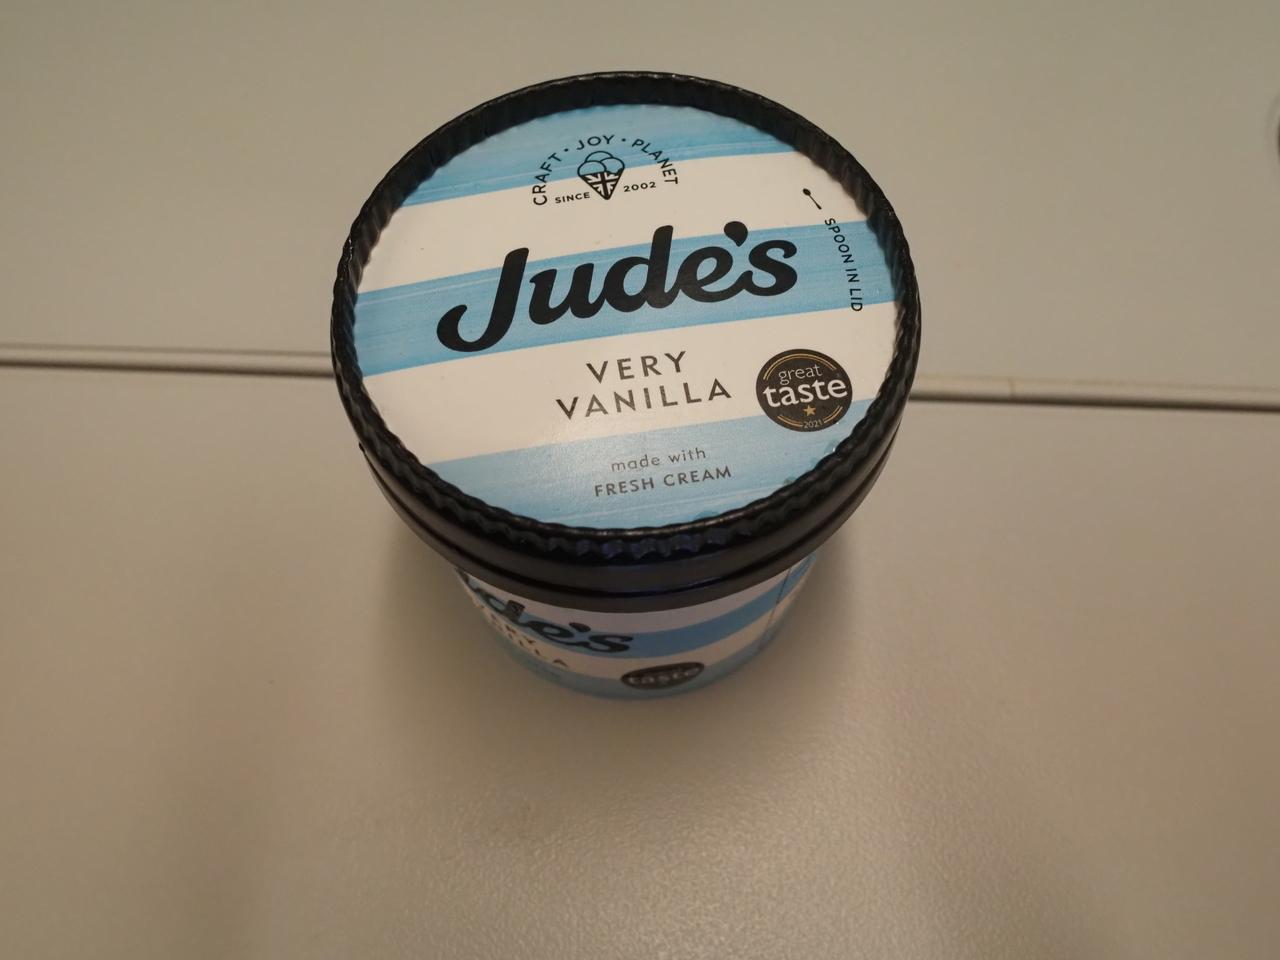 CRAFT • JOY • PLANET
SINCE 2002
Jude's
SPOON IN LID
VERY
VANILLA
great
taste
2021
made with
FRESH CREAM
de's
taste